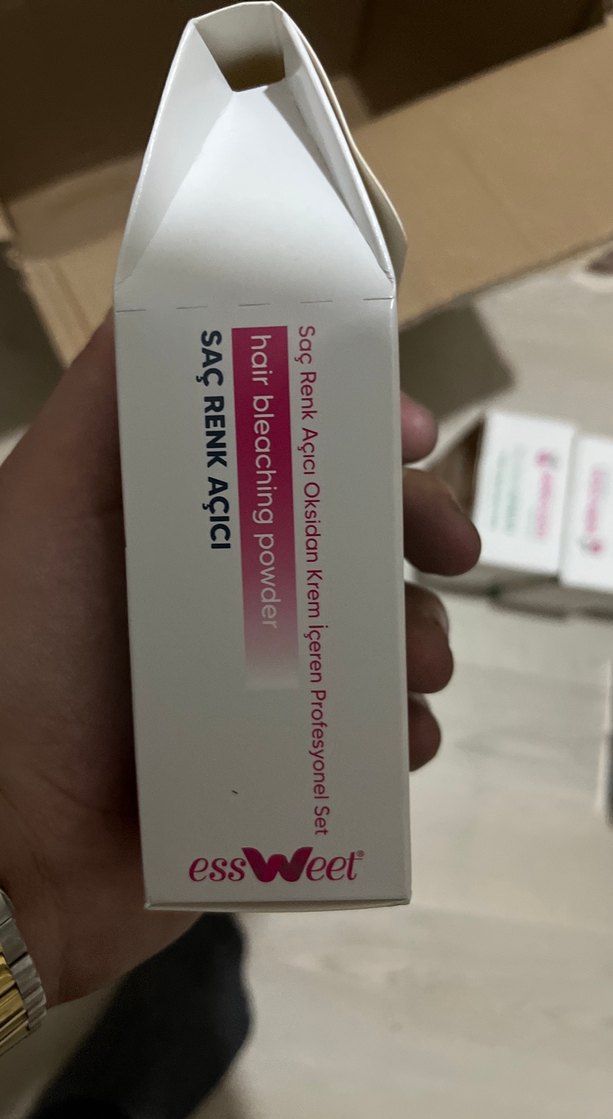 Saç Renk Açıcı Oksidan Krem İçeren Profesyonel Set
hair bleaching powder
SAÇ RENK AÇICI
essWeet®